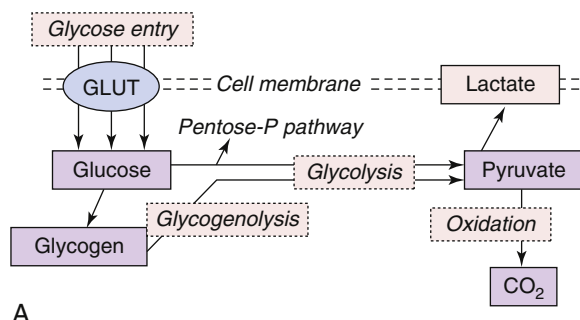 Glycose entry
GLUT
Cell membrane
Lactate
Pentose-P pathway
Glucose
Glycolysis
Pyruvate
Glycogenolysis
Oxidation
Glycogen
CO₂
A